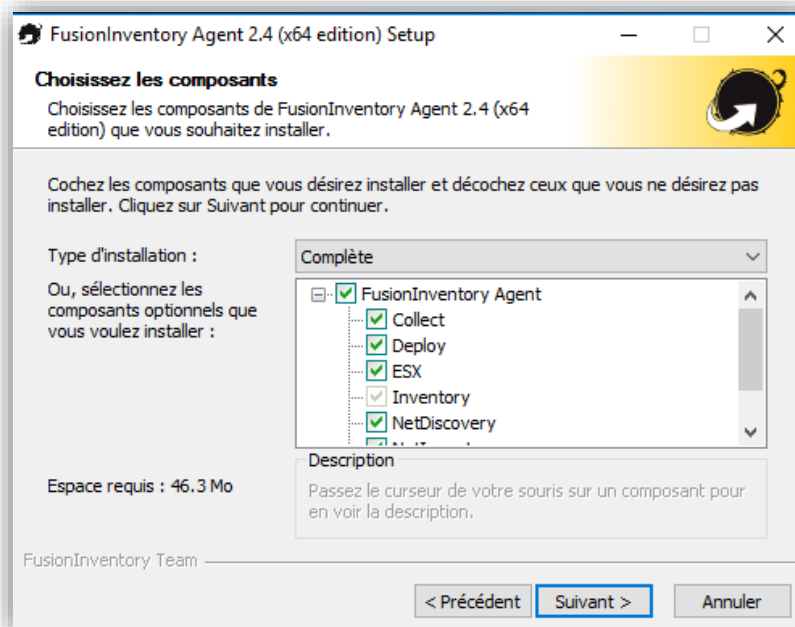 FusionInventory Agent 2.4 (x64 edition) Setup
Choisissez les composants
Choisissez les composants de FusionInventory Agent 2.4 (x64
edition) que vous souhaitez installer.
Cochez les composants que vous désirez installer et décochez ceux que vous ne désirez pas
installer. Cliquez sur Suivant pour continuer.
Type d'installation :
Complète
Ou, sélectionnez les
composants optionnels que
vous voulez installer :
FusionInventory Agent
Collect
Deploy
ESX
Inventory
NetDiscovery
Espace requis : 46.3 Mo
Description
Passez le curseur de votre souris sur un composant pour
en voir la description.
FusionInventory Team
< Précédent
Suivant >
Annuler